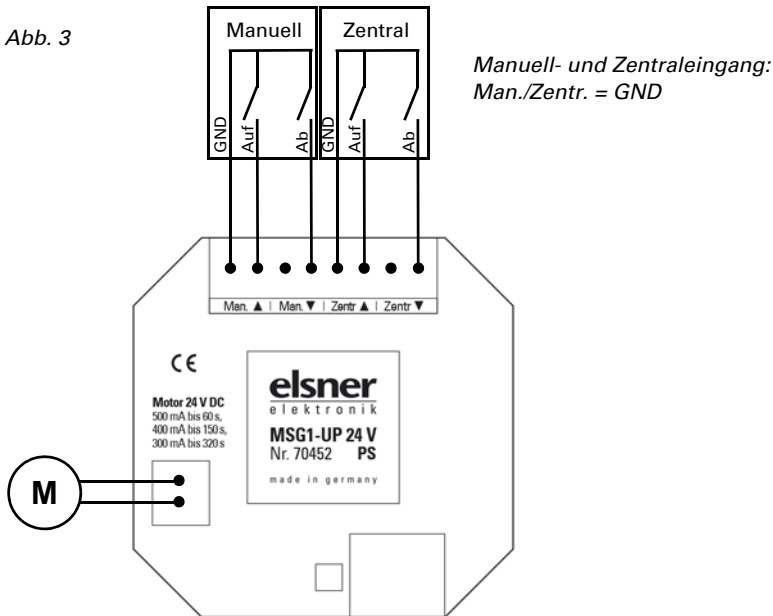 Abb. 3
Manuell
Zentral
Manuell- und Zentraleingang:
Man./Zentr. = GND
GND
Auf
Ab
GND
Auf
Ab
Man. ▲ | Man. ▼ | Zentr ▲ | Zentr ▼
CE
Motor 24 V DC
500 mA bis 60 s,
400 mA bis 150 s,
300 mA bis 320 s
elsner
elektronik
MSG1-UP 24 V
Nr. 70452 PS
made in germany
M